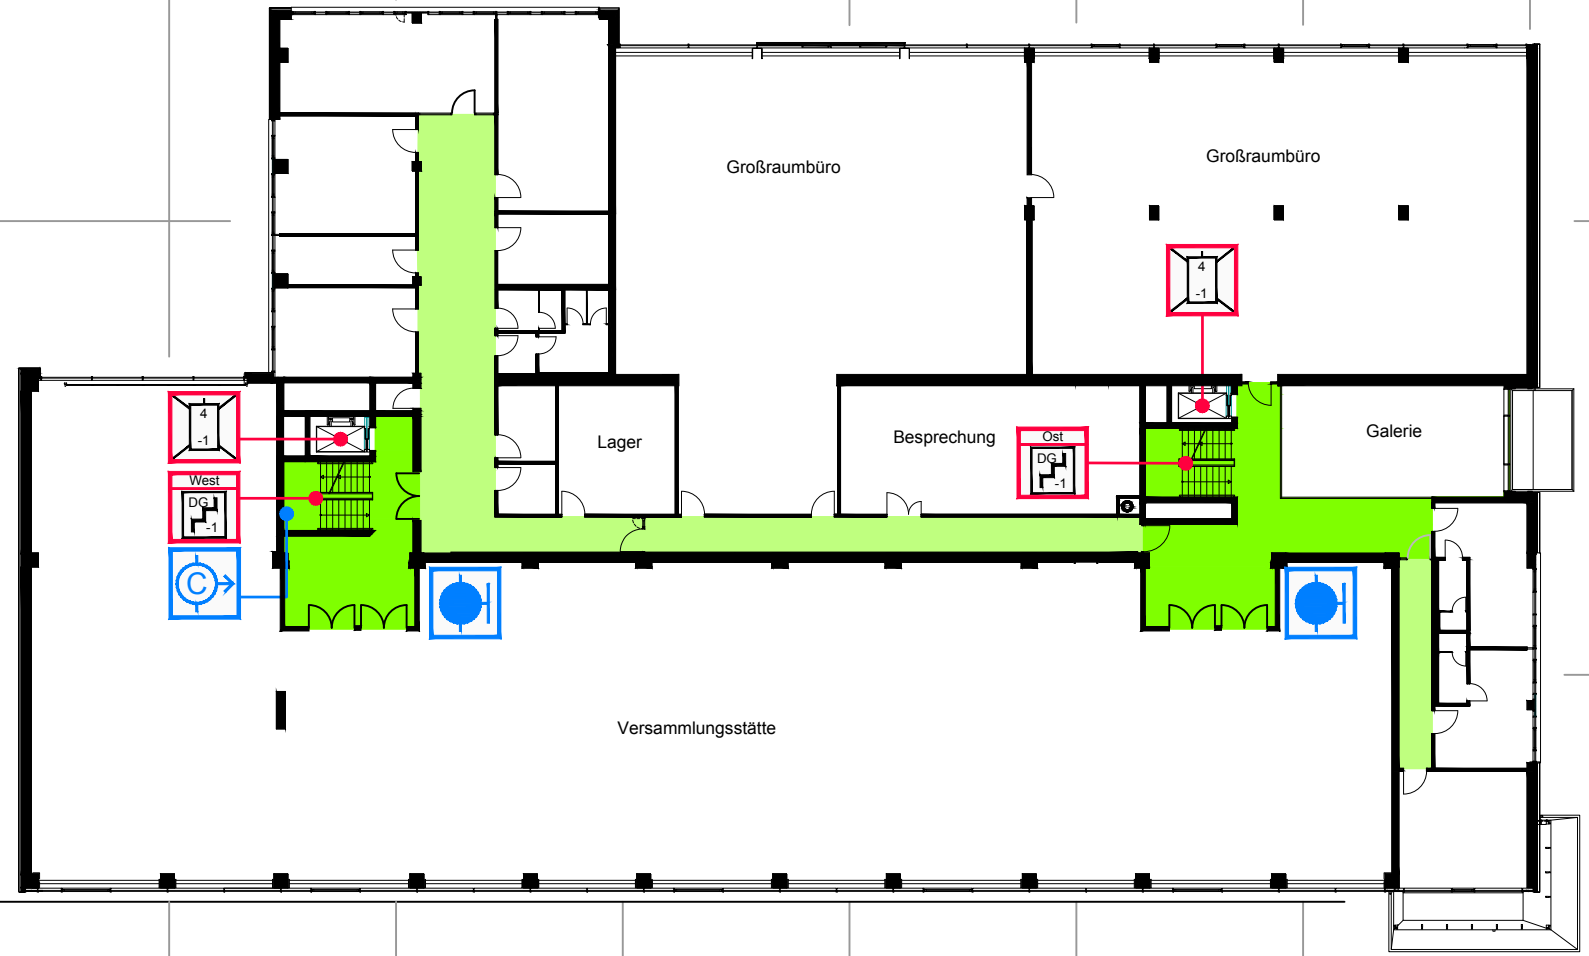 Großraumbüro
Großraumbüro
4
-1
4
-1
West
DG
-1
C
Lager
Besprechung
Ost
DG
-1
Galerie
Versammlungsstätte